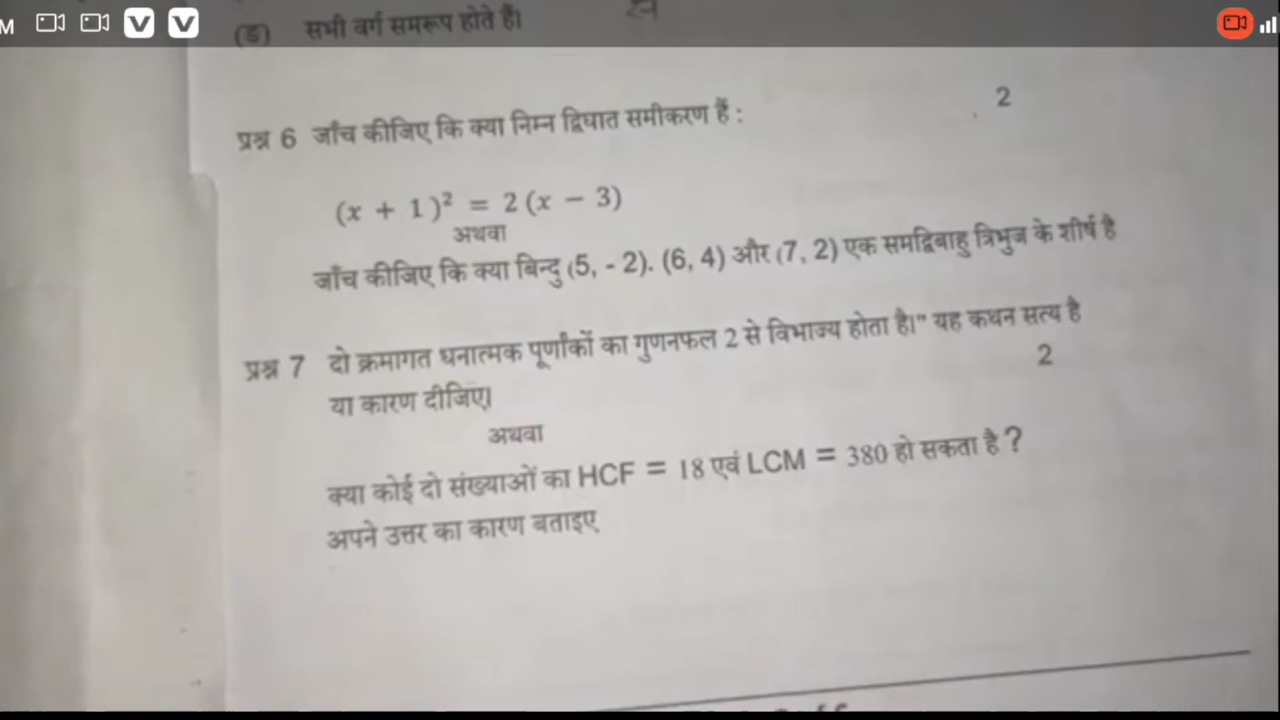 M
(ङ) सभी वर्ग समरूप होते हैं।
प्रश्न 6 जाँच कीजिए कि क्या निम्न द्विघात समीकरण हैं : 2
(x + 1)² = 2 (x − 3)
अथवा
जाँच कीजिए कि क्या बिन्दु (5, - 2). (6, 4) और (7, 2) एक समद्विबाहु त्रिभुज के शीर्ष है
प्रश्न 7 दो क्रमागत धनात्मक पूर्णांकों का गुणनफल 2 से विभाज्य होता है।" यह कथन सत्य है
या कारण दीजिए। 2
अथवा
क्या कोई दो संख्याओं का HCF = 18 एवं LCM = 380 हो सकता है ?
अपने उत्तर का कारण बताइए